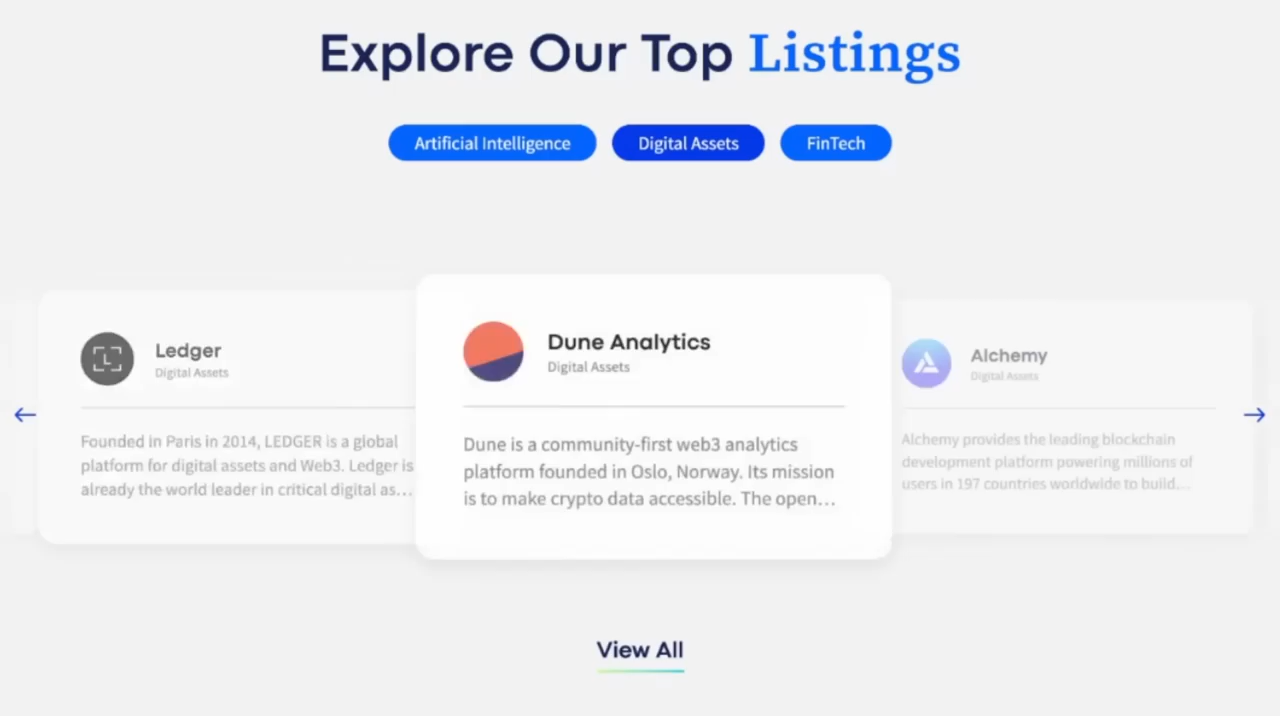 Explore Our Top Listings
Artificial Intelligence
Digital Assets
FinTech
L
Ledger
Digital Assets
Founded in Paris in 2014, LEDGER is a global
platform for digital assets and Web3. Ledger is
already the world leader in critical digital as...
Dune Analytics
Digital Assets
Dune is a community-first web3 analytics
platform founded in Oslo, Norway. Its mission
is to make crypto data accessible. The open...
Alchemy
Digital Assets
Alchemy provides the leading blockchain
development platform powering millions of
users in 197 countries worldwide to build...
View All